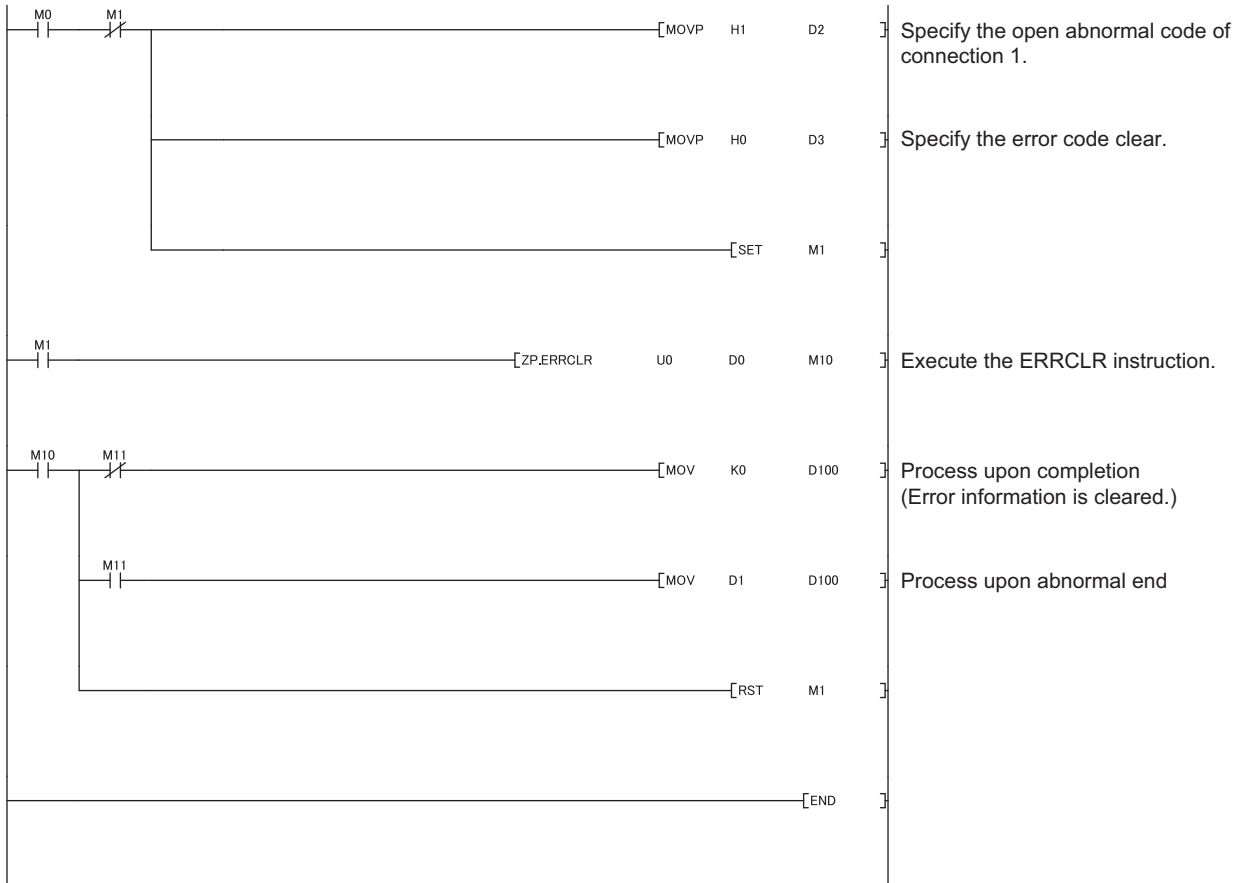 M0 M1
[MOVP H1 D2 ] Specify the open abnormal code of
connection 1.
[MOVP H0 D3 ] Specify the error code clear.
[SET M1 ]
M1
[ZP.ERRCLR U0 D0 M10 ] Execute the ERRCLR instruction.
M10 M11
[MOV K0 D100 ] Process upon completion
(Error information is cleared.)
M11
[MOV D1 D100 ] Process upon abnormal end
[RST M1 ]
[END ]